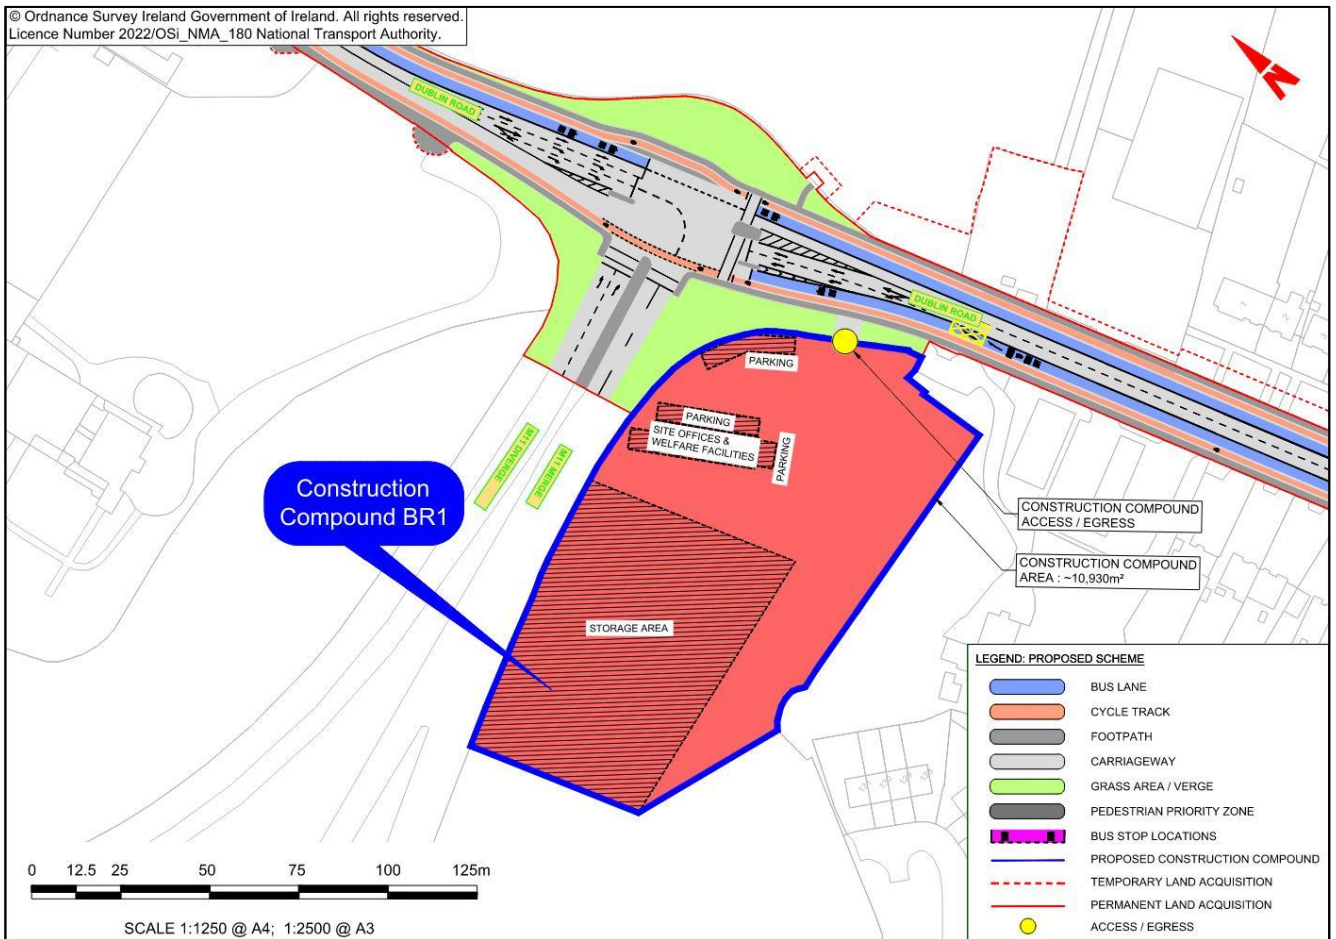 © Ordnance Survey Ireland Government of Ireland. All rights reserved.
Licence Number 2022/OSi_NMA_180 National Transport Authority.
N
DUBLIN ROAD
DUBLIN ROAD
PARKING
PARKING
SITE OFFICES &
WELFARE FACILITIES
PARKING
M11 DIVERGE
M11 MERGE
Construction
Compound BR1
CONSTRUCTION COMPOUND
ACCESS / EGRESS
CONSTRUCTION COMPOUND
AREA : ~10,930m²
STORAGE AREA
LEGEND: PROPOSED SCHEME
BUS LANE
CYCLE TRACK
FOOTPATH
CARRIAGEWAY
GRASS AREA / VERGE
PEDESTRIAN PRIORITY ZONE
BUS STOP LOCATIONS
PROPOSED CONSTRUCTION COMPOUND
TEMPORARY LAND ACQUISITION
PERMANENT LAND ACQUISITION
ACCESS / EGRESS
0 12.5 25 50 75 100 125m
SCALE 1:1250 @ A4; 1:2500 @ A3